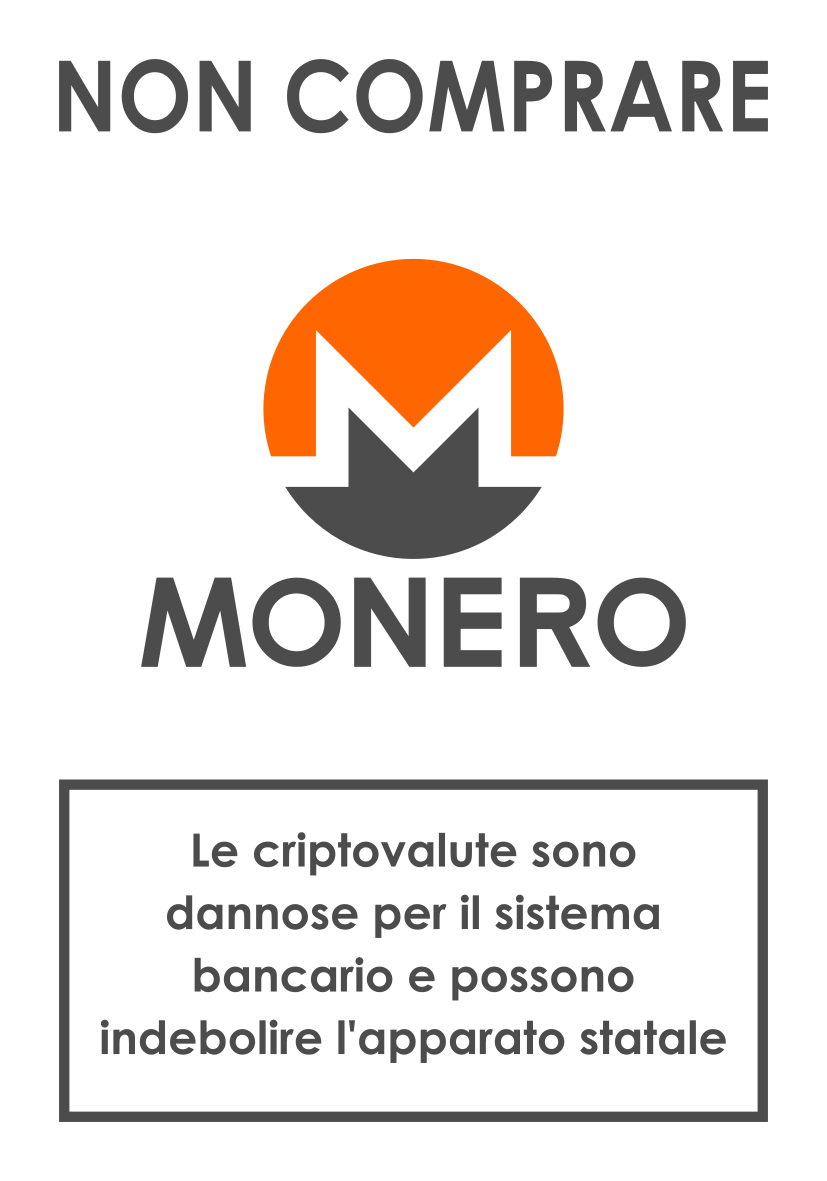 NON COMPRARE
MONERO
Le criptovalute sono
dannose per il sistema
bancario e possono
indebolire l'apparato statale